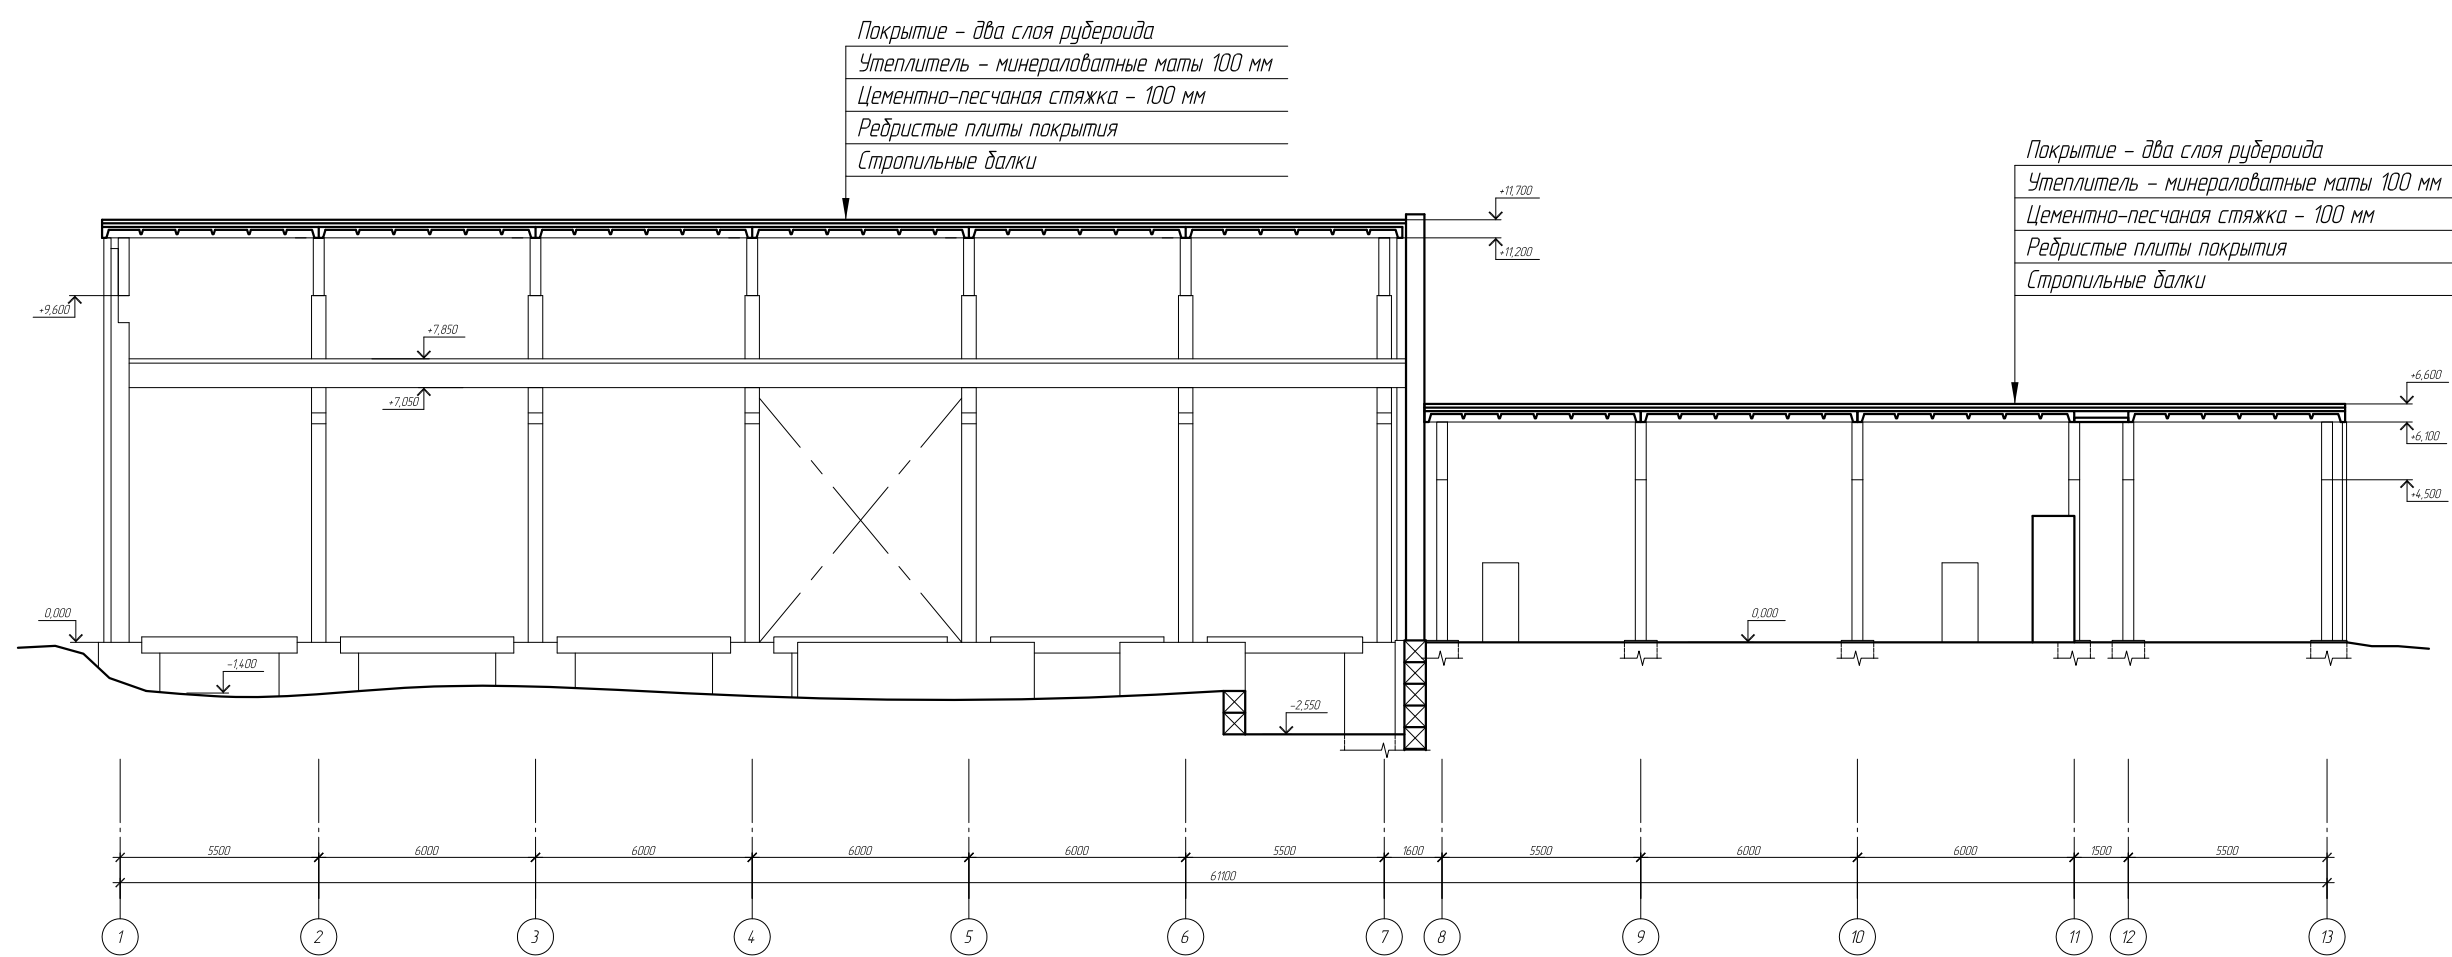 Покрытие – два слоя рубероида
Утеплитель – минераловатные маты 100 мм
Цементно-песчаная стяжка – 100 мм
Ребристые плиты покрытия
Стропильные балки
Покрытие – два слоя рубероида
Утеплитель – минераловатные маты 100 мм
Цементно-песчаная стяжка – 100 мм
Ребристые плиты покрытия
Стропильные балки
+11,700
+11,200
+9,600
+7,850
+7,050
+6,600
+6,100
+4,500
0,000
0,000
-1,400
-2,550
5500 6000 6000 6000 6000 5500 1600 5500 6000 6000 1500 5500
61100
1 2 3 4 5 6 7 8 9 10 11 12 13